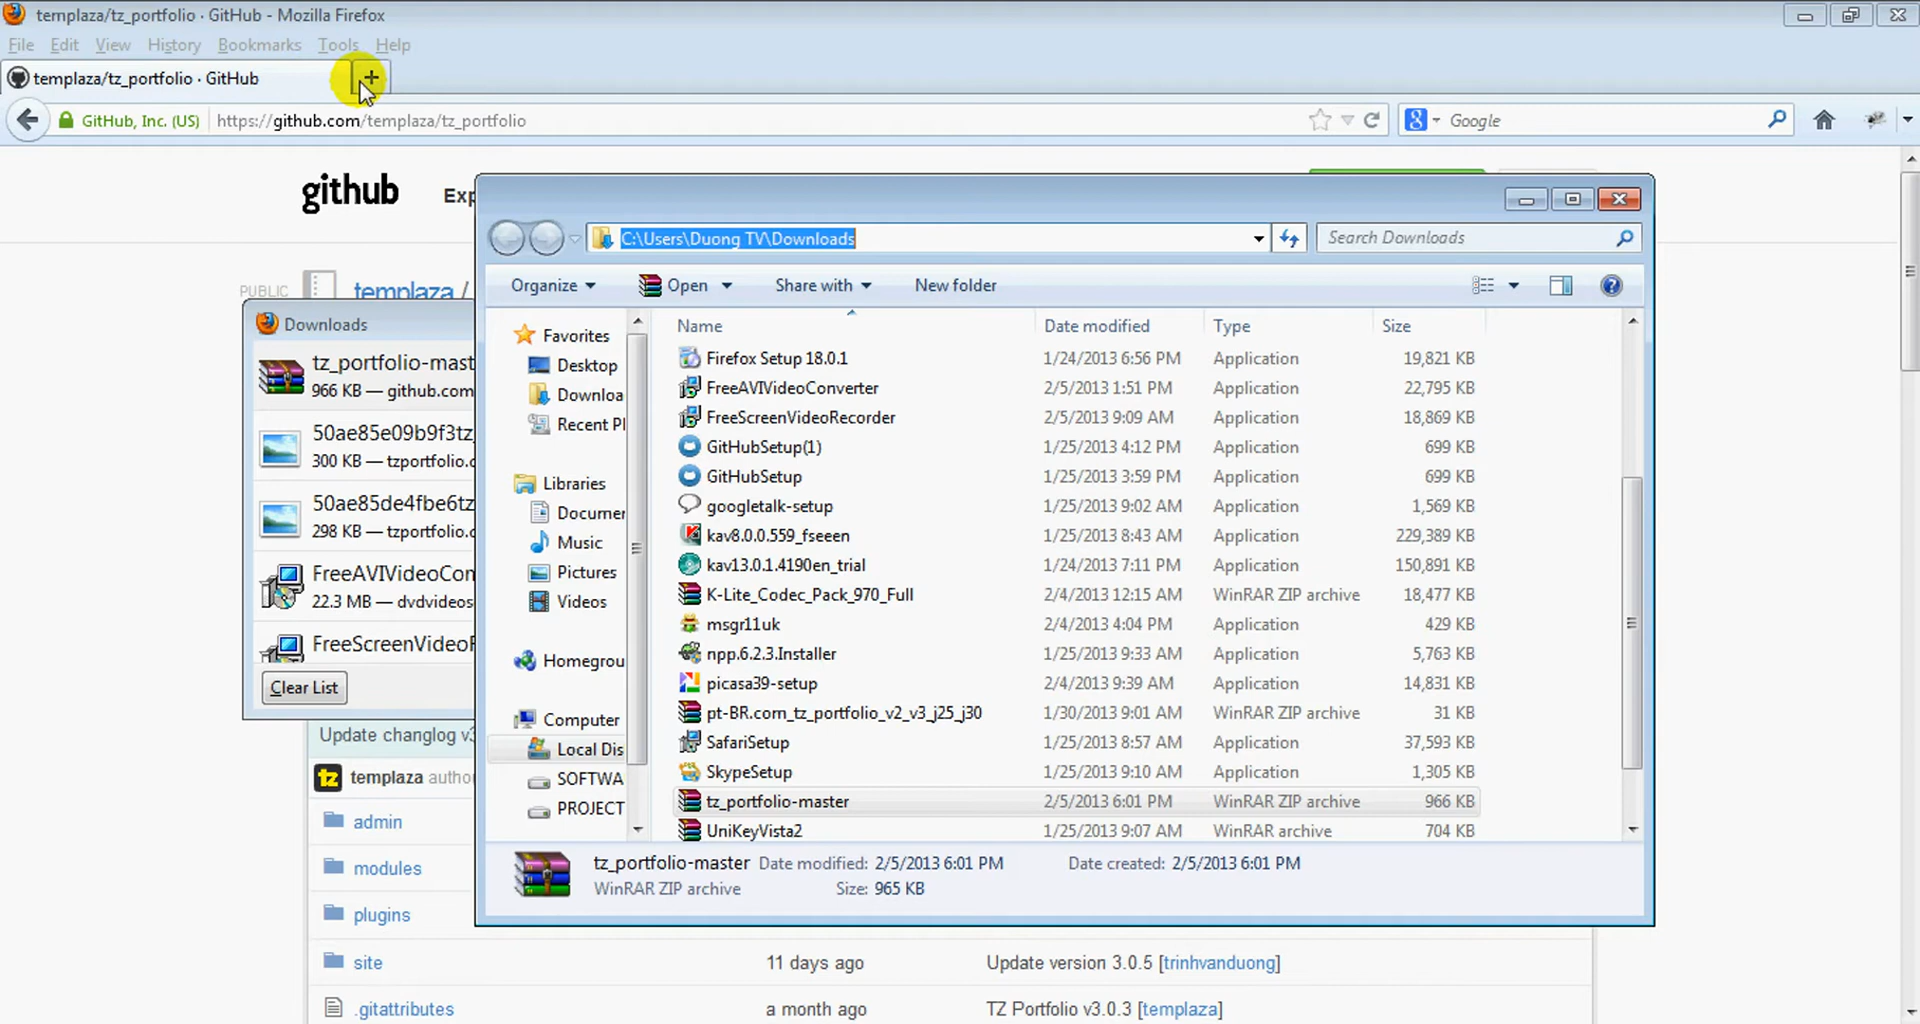 templaza/tz_portfolio · GitHub - Mozilla Firefox
File Edit View History Bookmarks Tools Help
templaza/tz_portfolio · GitHub +
GitHub, Inc. (US) https://github.com/templaza/tz_portfolio Google
github Exp
C:\Users\Duong TV\Downloads Search Downloads
Organize Open Share with New folder
PUBLIC templaza /
Downloads
tz_portfolio-mast
966 KB — github.com
50ae85e09b9f3tz_
300 KB — tzportfolio.c
50ae85de4fbe6tz_
298 KB — tzportfolio.c
FreeAVIVideoCon
22.3 MB — dvdvideos
FreeScreenVideoR
Clear List
Favorites
Desktop
Downloa
Recent Pl
Libraries
Documen
Music
Pictures
Videos
Homegrou
Computer
Local Dis
SOFTWA
PROJECT
Name Date modified Type Size
Firefox Setup 18.0.1 1/24/2013 6:56 PM Application 19,821 KB
FreeAVIVideoConverter 2/5/2013 1:51 PM Application 22,795 KB
FreeScreenVideoRecorder 2/5/2013 9:09 AM Application 18,869 KB
GitHubSetup(1) 1/25/2013 4:12 PM Application 699 KB
GitHubSetup 1/25/2013 3:59 PM Application 699 KB
googletalk-setup 1/25/2013 9:02 AM Application 1,569 KB
kav8.0.0.559_fseeen 1/25/2013 8:43 AM Application 229,389 KB
kav13.0.1.4190en_trial 1/24/2013 7:11 PM Application 150,891 KB
K-Lite_Codec_Pack_970_Full 2/4/2013 12:15 AM WinRAR ZIP archive 18,477 KB
msgr11uk 2/4/2013 4:04 PM Application 429 KB
npp.6.2.3.Installer 1/25/2013 9:33 AM Application 5,763 KB
picasa39-setup 2/4/2013 9:39 AM Application 14,831 KB
pt-BR.com_tz_portfolio_v2_v3_j25_j30 1/30/2013 9:01 AM WinRAR ZIP archive 31 KB
SafariSetup 1/25/2013 8:57 AM Application 37,593 KB
SkypeSetup 1/25/2013 9:10 AM Application 1,305 KB
tz_portfolio-master 2/5/2013 6:01 PM WinRAR ZIP archive 966 KB
UniKeyVista2 1/25/2013 9:07 AM WinRAR archive 704 KB
tz_portfolio-master Date modified: 2/5/2013 6:01 PM Date created: 2/5/2013 6:01 PM
WinRAR ZIP archive Size: 965 KB
Update changlog v3
tz templaza autho
admin
modules
plugins
site 11 days ago Update version 3.0.5 [trinhvanduong]
.gitattributes a month ago TZ Portfolio v3.0.3 [templaza]